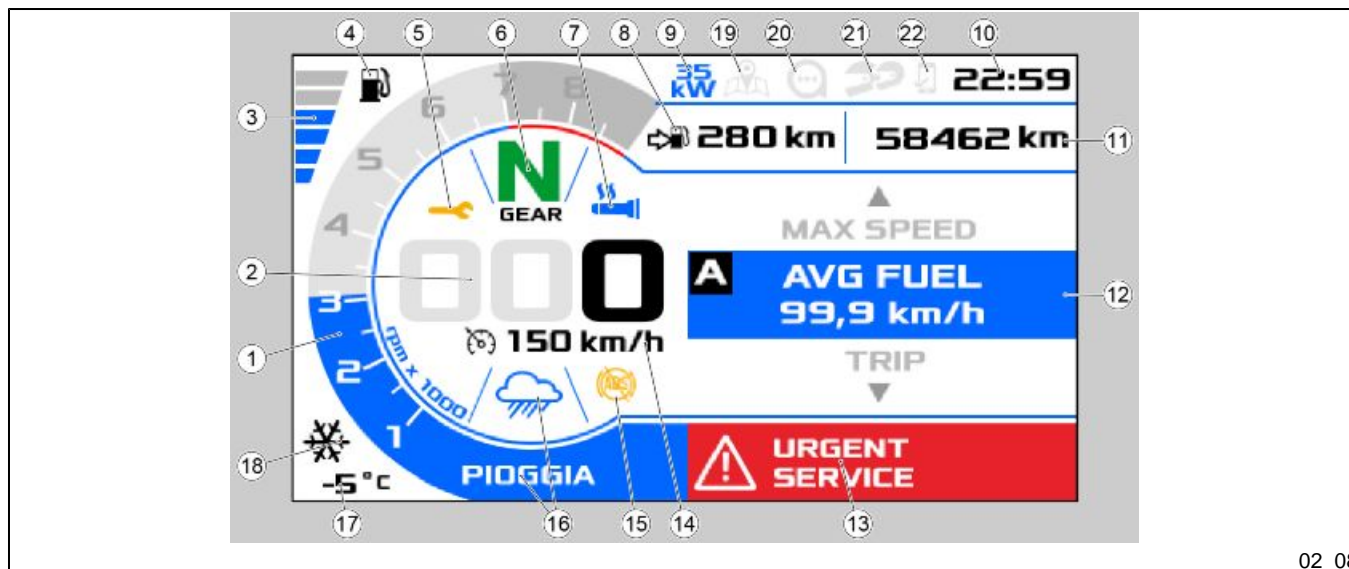 4 5 6 7 8 9 19 20 21 22 10
35 kW 22:59
3
280 km 58462 km 11
8
7
6
5
4
3
2
1
rpm x 1000
N
GEAR
2 000
150 km/h
ABS
MAX SPEED
A AVG FUEL 12
99,9 km/h
TRIP
1
18
-5°C
PIOGGIA
URGENT
SERVICE
17 16 15 14 13
02_08